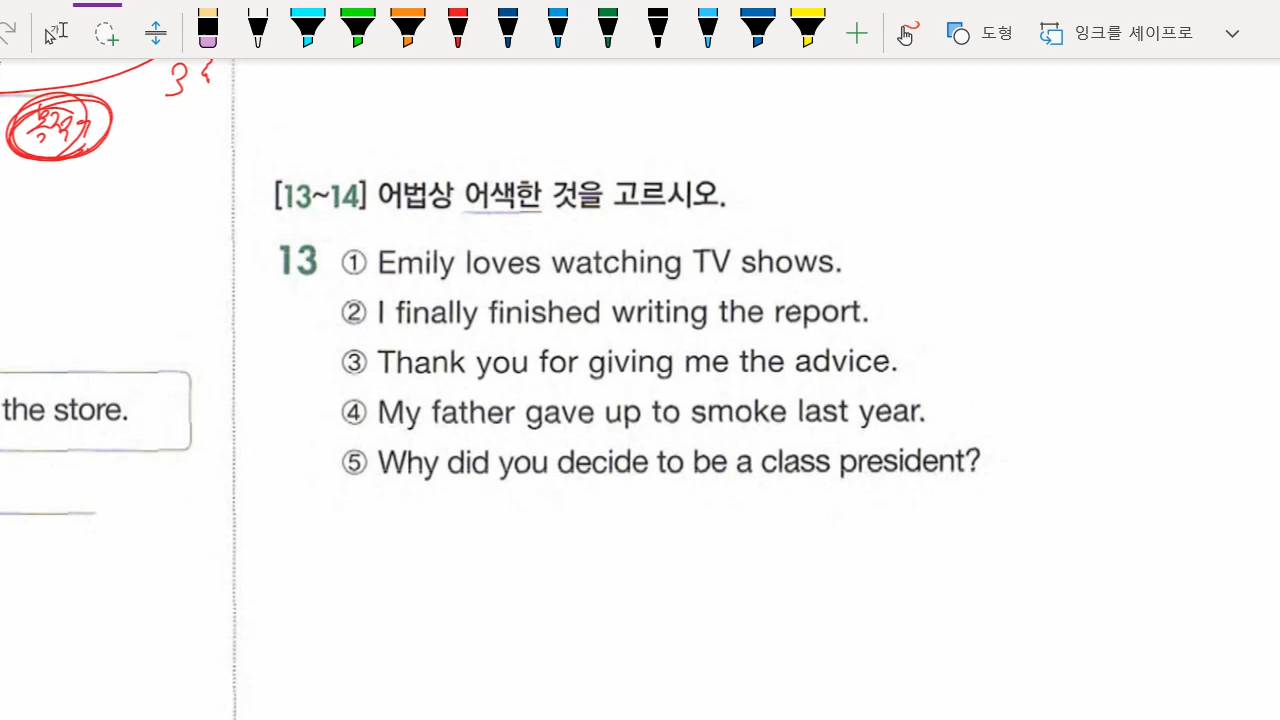 도형
잉크를 셰이프로
the store.
[13~14] 어법상 어색한 것을 고르시오.
13 ① Emily loves watching TV shows.
② I finally finished writing the report.
③ Thank you for giving me the advice.
④ My father gave up to smoke last year.
⑤ Why did you decide to be a class president?